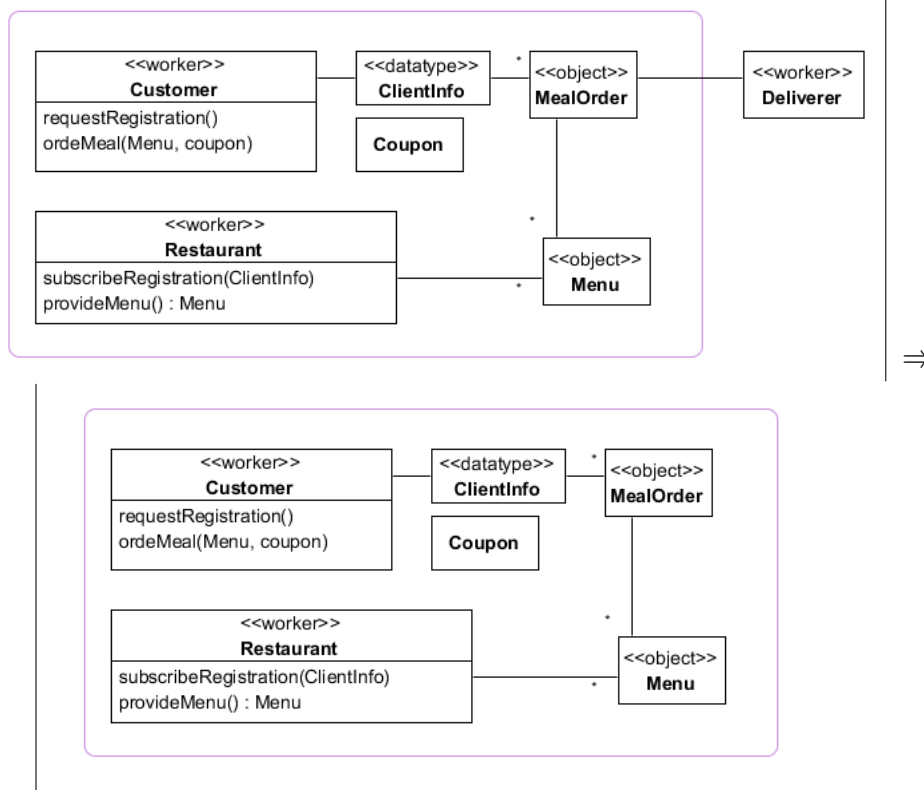 <<worker>>
Customer
requestRegistration()
ordeMeal(Menu, coupon)
<<datatype>>
ClientInfo
*
<<object>>
MealOrder
<<worker>>
Deliverer
Coupon
<<worker>>
Restaurant
subscribeRegistration(ClientInfo)
provideMenu() : Menu
*
*
<<object>>
Menu
⇒
<<worker>>
Customer
requestRegistration()
ordeMeal(Menu, coupon)
<<datatype>>
ClientInfo
*
<<object>>
MealOrder
Coupon
<<worker>>
Restaurant
subscribeRegistration(ClientInfo)
provideMenu() : Menu
*
*
<<object>>
Menu